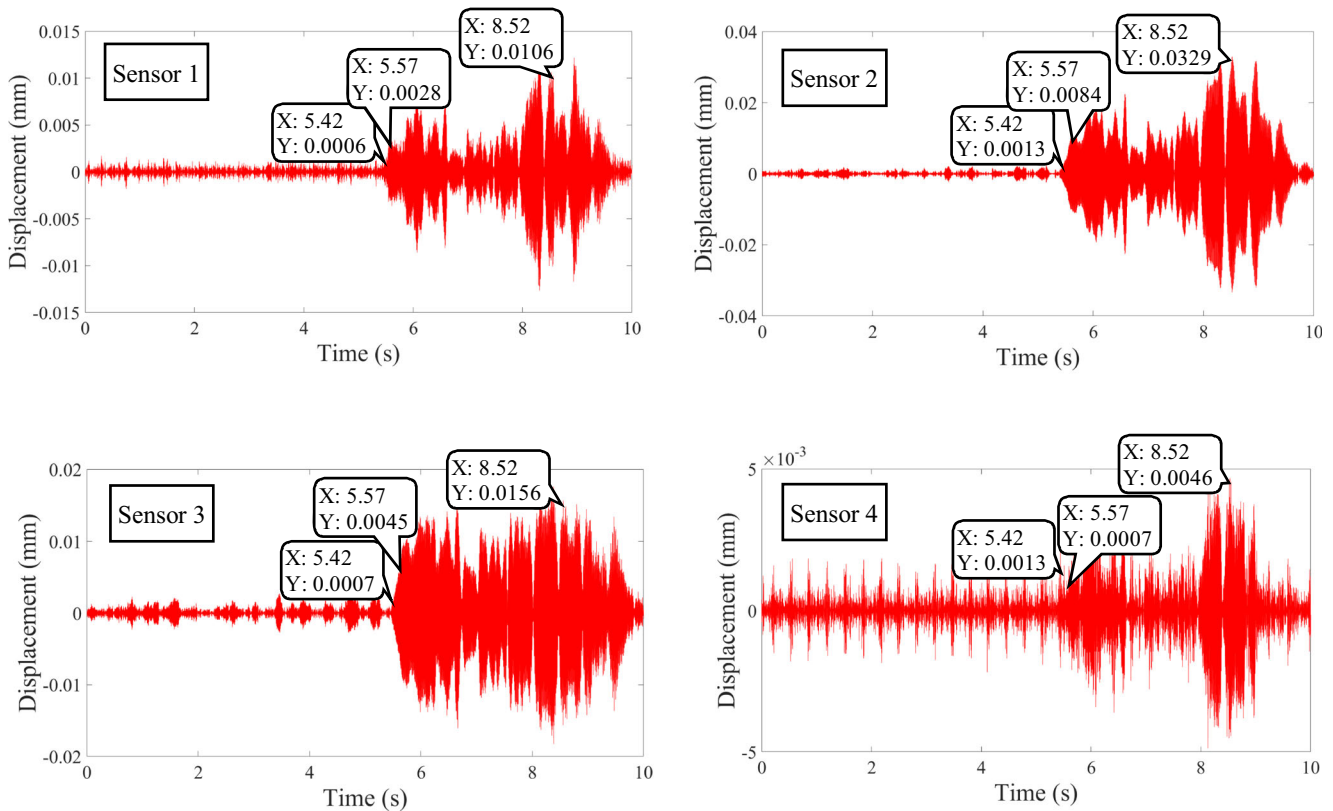 0.015
X: 8.52
Y: 0.0106
Sensor 1
0.01
X: 5.57
Y: 0.0028
X: 5.42
Y: 0.0006
0.005
0
-0.005
-0.01
-0.015
Displacement (mm)
0 2 4 6 8 10
Time (s)
0.04
X: 8.52
Y: 0.0329
Sensor 2
X: 5.57
Y: 0.0084
0.02
X: 5.42
Y: 0.0013
0
-0.02
-0.04
Displacement (mm)
0 2 4 6 8 10
Time (s)
0.02
X: 8.52
Y: 0.0156
Sensor 3
X: 5.57
Y: 0.0045
0.01
X: 5.42
Y: 0.0007
0
-0.01
-0.02
Displacement (mm)
0 2 4 6 8 10
Time (s)
×10-3
5
X: 8.52
Y: 0.0046
Sensor 4
X: 5.57
Y: 0.0007
X: 5.42
Y: 0.0013
0
-5
Displacement (mm)
0 2 4 6 8 10
Time (s)